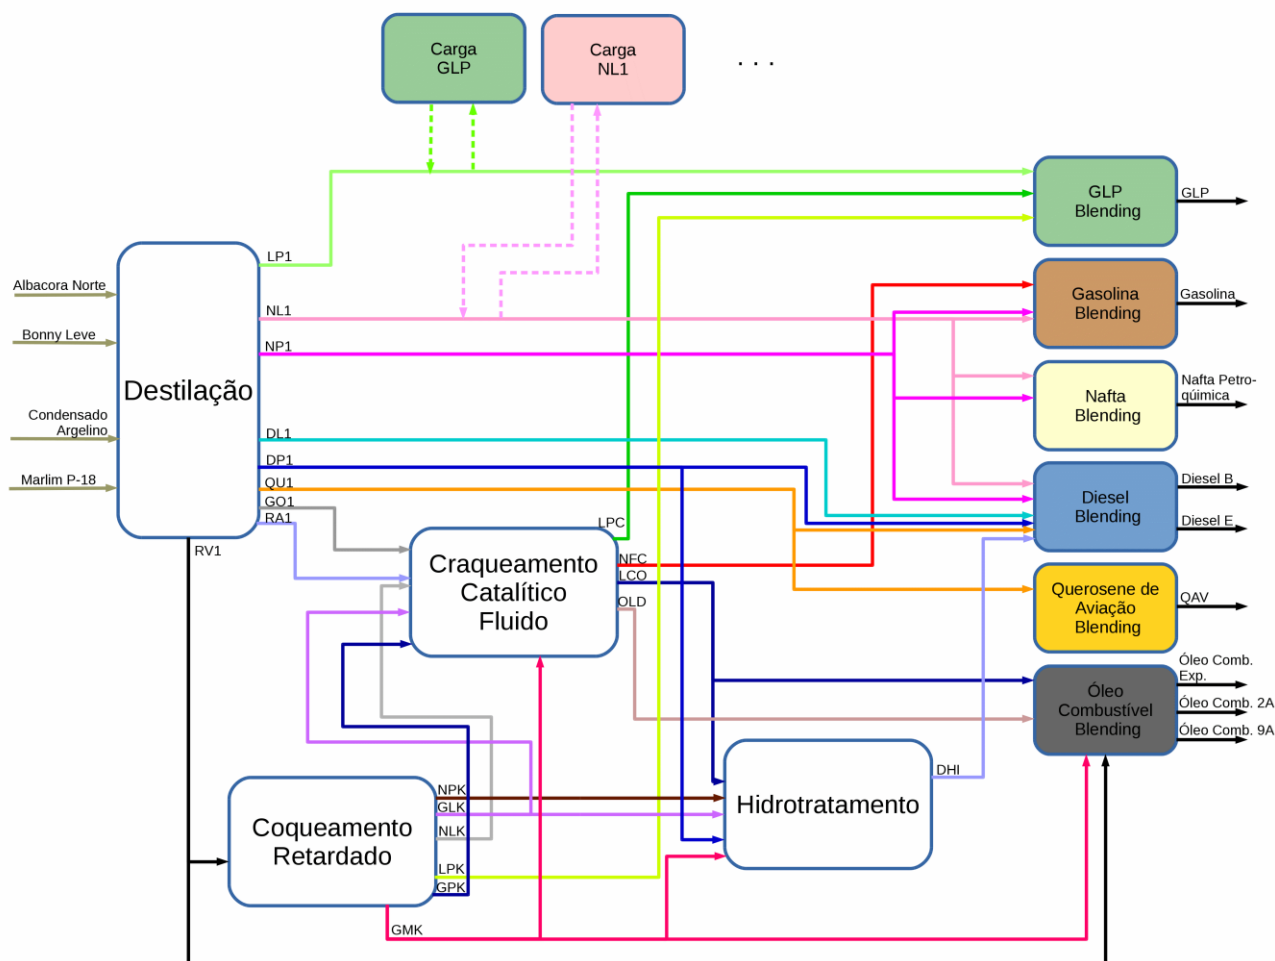 Carga
GLP
Carga
NL1
. . .
GLP
Blending
GLP
LP1
Albacora Norte
Gasolina
Blending
Gasolina
NL1
Bonny Leve
NP1
Destilação
Nafta
Blending
Nafta Petro-
qúimica
Condensado
Argelino
DL1
DP1
Marlim P-18
QU1
GO1
RA1
Diesel
Blending
Diesel B
Diesel E
LPC
RV1
Craqueamento
Catalítico
Fluido
NFC
LCO
OLD
Querosene de
Aviação
Blending
QAV
Óleo
Combustível
Blending
Óleo Comb.
Exp.
Óleo Comb. 2A
Óleo Comb. 9A
DHI
Hidrotratamento
Coqueamento
Retardado
NPK
GLK
NLK
LPK
GPK
GMK